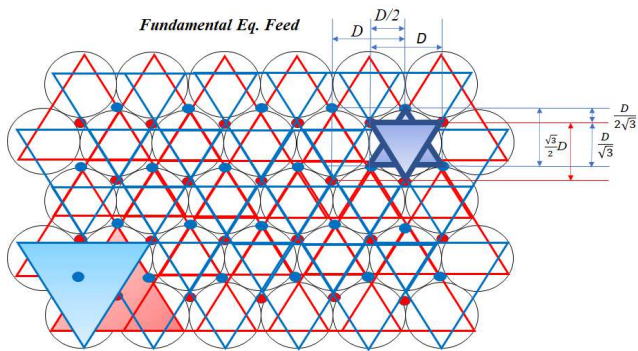 Fundamental Eq. Feed
D/2
D
D
D/2√3
√3/2 D
D/√3